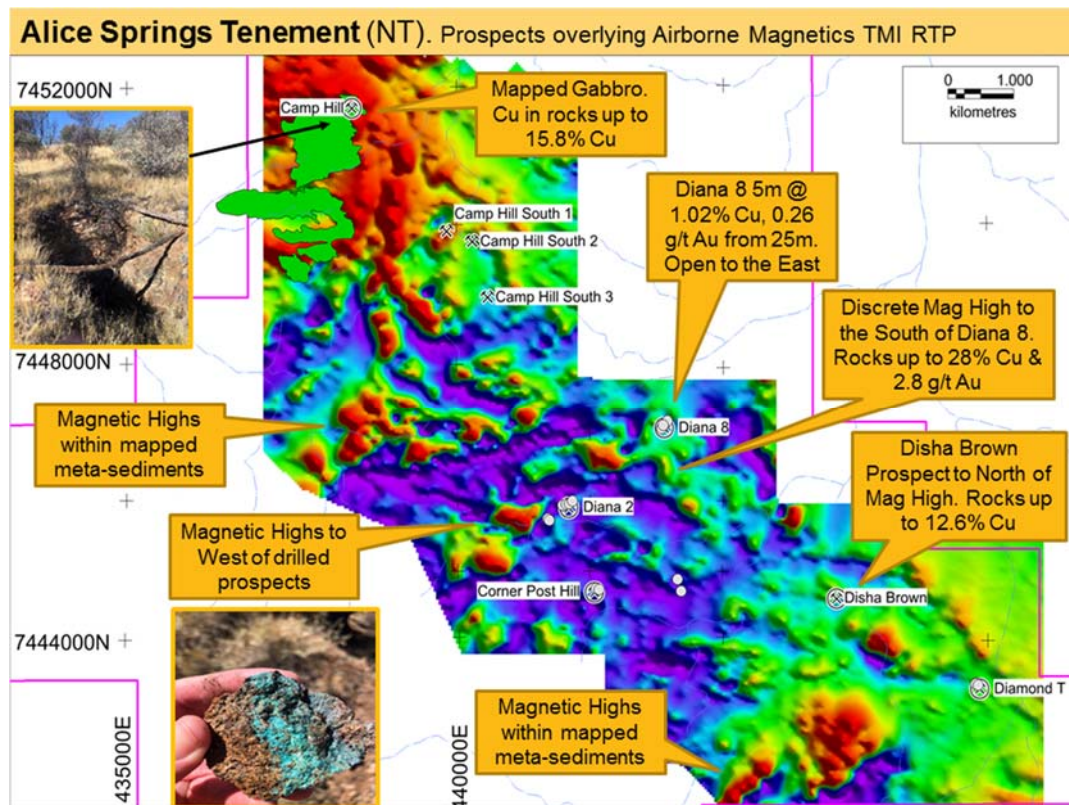 Alice Springs Tenement (NT). Prospects overlying Airborne Magnetics TMI RTP
7452000N
Camp Hill
Mapped Gabbro.
Cu in rocks up to
15.8% Cu
0 1.000
kilometres
Diana 8 5m @
1.02% Cu, 0.26
g/t Au from 25m.
Open to the East
Camp Hill South 1
Camp Hill South 2
Camp Hill South 3
Discrete Mag High to
the South of Diana 8.
Rocks up to 28% Cu &
2.8 g/t Au
7448000N
Magnetic Highs
within mapped
meta-sediments
Diana 8
Disha Brown
Prospect to North of
Mag High. Rocks up
to 12.6% Cu
Diana 2
Magnetic Highs to
West of drilled
prospects
Corner Post Hill
Disha Brown
7444000N
Diamond T
Magnetic Highs
within mapped
meta-sediments
435000E
440000E